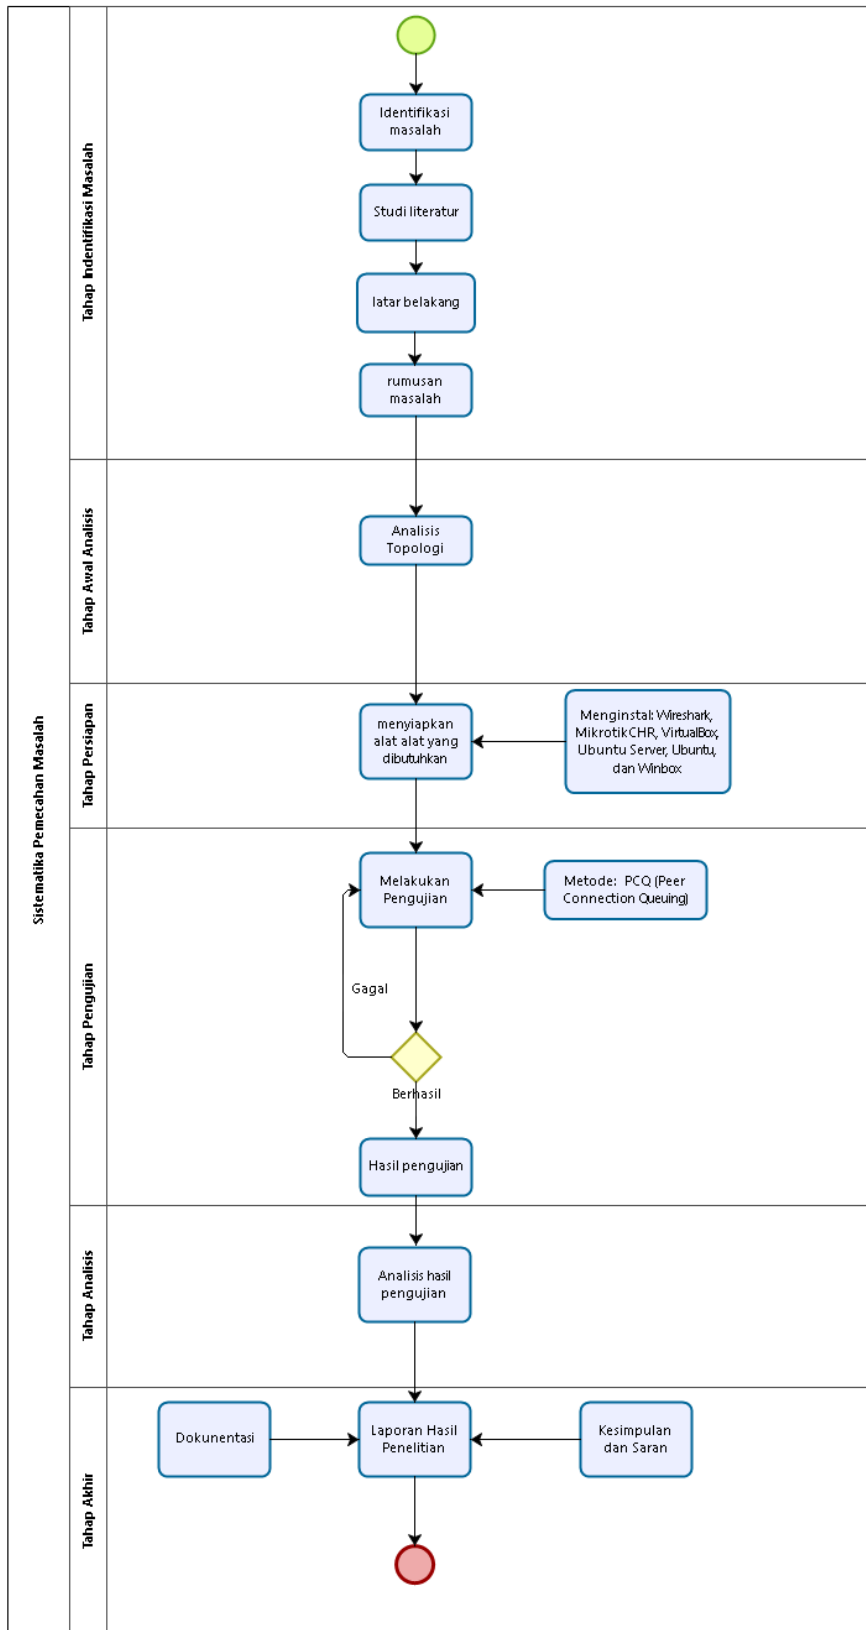 Sistematika Pemecahan Masalah
Tahap Indentifikasi Masalah
Identifikasi
masalah
Studi literatur
latar belakang
rumusan
masalah
Tahap Awal Analisis
Analisis
Topologi
Tahap Persiapan
menyiapkan
alat alat yang
dibutuhkan
Menginstal: Wireshark,
Mikrotik CHR, VirtualBox,
Ubuntu Server, Ubuntu,
dan Winbox
Tahap Pengujian
Melakukan
Pengujian
Metode: PCQ (Peer
Connection Queuing)
Gagal
Berhasil
Hasil pengujian
Tahap Analisis
Analisis hasil
pengujian
Tahap Akhir
Dokunentasi
Laporan Hasil
Penelitian
Kesimpulan
dan Saran